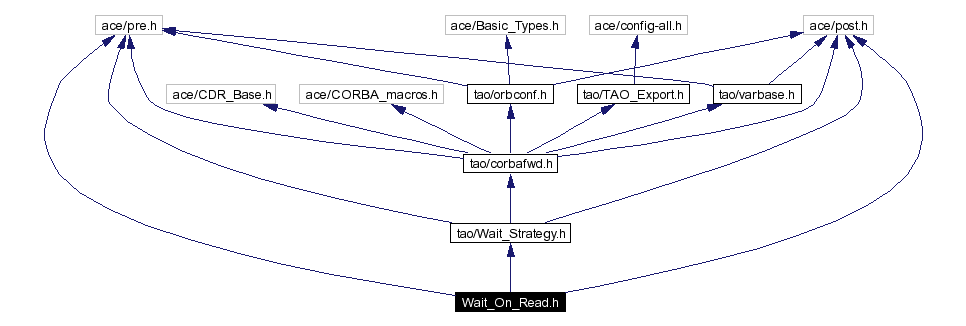 ace/pre.h
ace/Basic_Types.h
ace/config-all.h
ace/post.h
ace/CDR_Base.h
ace/CORBA_macros.h
tao/orbconf.h
tao/TAO_Export.h
tao/varbase.h
tao/corbafwd.h
tao/Wait_Strategy.h
Wait_On_Read.h